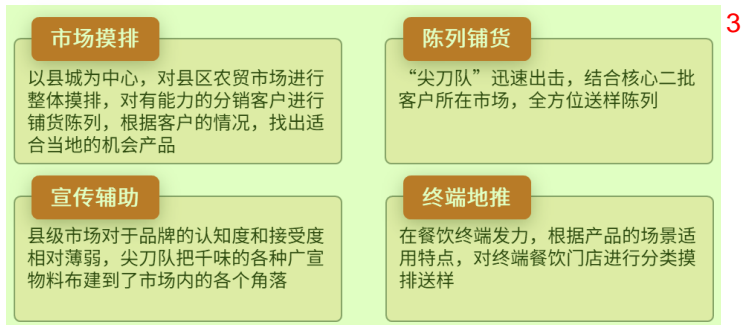 市场摸排
以县城为中心，对县区农贸市场进行
整体摸排，对有能力的分销客户进行
铺货陈列，根据客户的情况，找出适
合当地的机会产品
陈列铺货
“尖刀队”迅速出击，结合核心二批
客户所在市场，全方位送样陈列
3
宣传辅助
县级市场对于品牌的认知度和接受度
相对薄弱，尖刀队把千味的各种广宣
物料布建到了市场内的各个角落
终端地推
在餐饮终端发力，根据产品的场景适
用特点，对终端餐饮门店进行分类摸
排送样